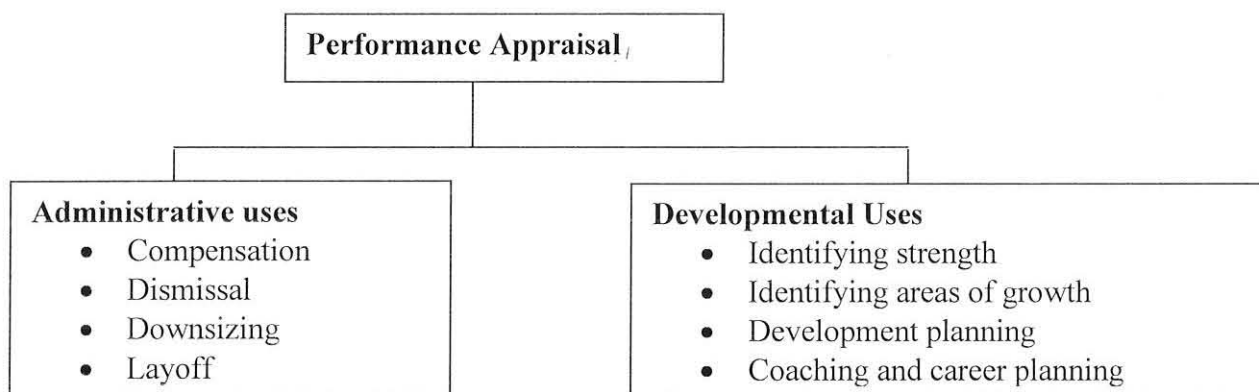 Performance Appraisal
Administrative uses
• Compensation
• Dismissal
• Downsizing
• Layoff
Developmental Uses
• Identifying strength
• Identifying areas of growth
• Development planning
• Coaching and career planning